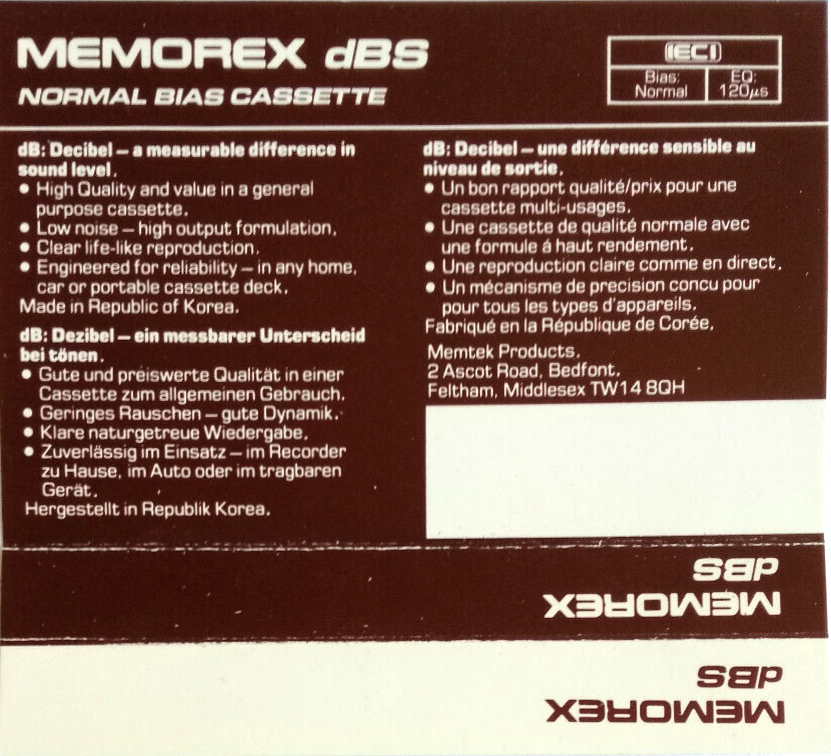 MEMOREX dBS
NORMAL BIAS CASSETTE
IECI
Bias:
Normal
EQ:
120µs
dB: Decibel – a measurable difference in
sound level.
● High Quality and value in a general
purpose cassette.
● Low noise – high output formulation.
● Clear life-like reproduction.
● Engineered for reliability – in any home,
car or portable cassette deck.
Made in Republic of Korea.
dB: Dezibel – ein messbarer Unterscheid
bei tönen.
● Gute und preiswerte Qualität in einer
Cassette zum allgemeinen Gebrauch.
● Geringes Rauschen – gute Dynamik.
● Klare naturgetreue Wiedergabe.
● Zuverlässig im Einsatz – im Recorder
zu Hause, im Auto oder im tragbaren
Gerät.
Hergestellt in Republik Korea.
dB: Decibel – une différence sensible au
niveau de sortie.
● Un bon rapport qualité/prix pour une
cassette multi-usages.
● Une cassette de qualité normale avec
une formule á haut rendement.
● Une reproduction claire comme en direct.
● Un mécanisme de precision concu pour
pour tous les types d'appareils.
Fabriqué en la République de Corée.
Memtek Products.
2 Ascot Road, Bedfont.
Feltham, Middlesex TW14 8QH
MEMOREX
dBS
MEMOREX
dBS